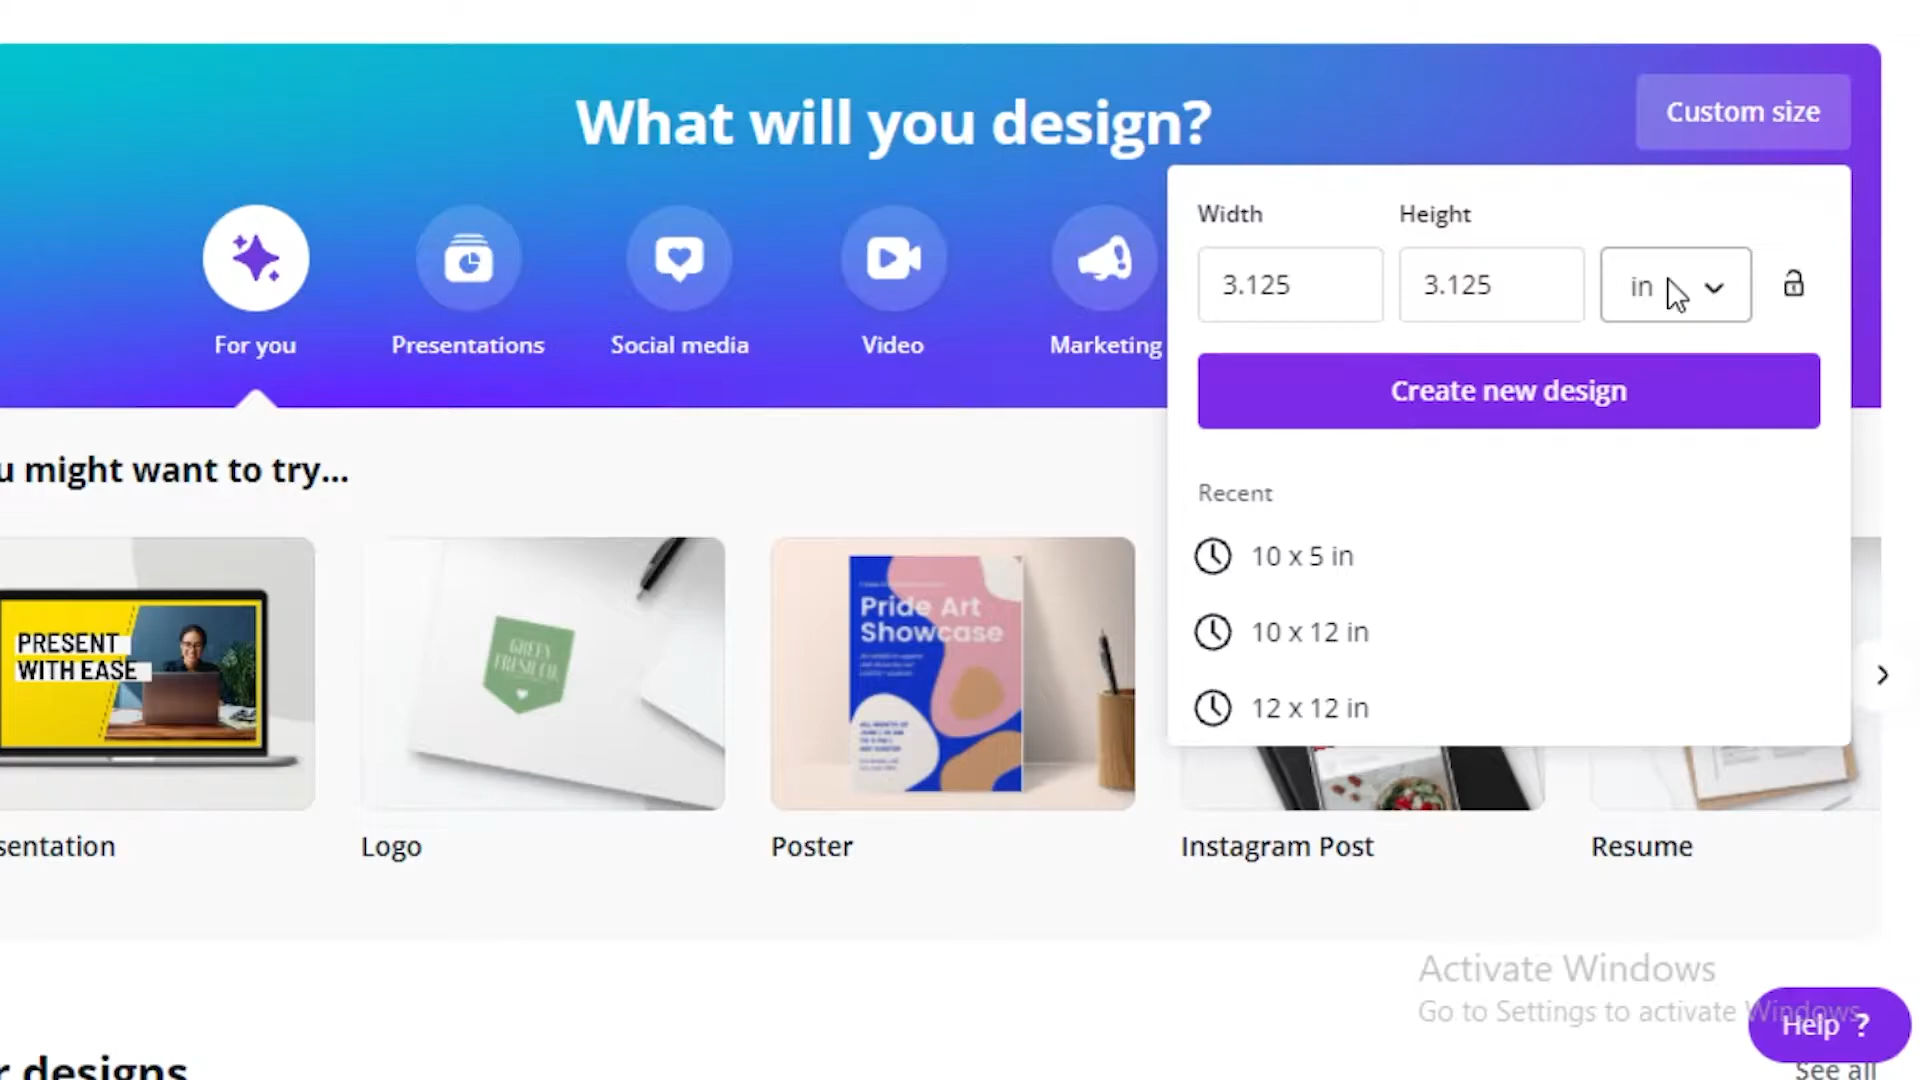 What will you design?
Custom size
For you
Presentations
Social media
Video
Marketing
Width
Height
3.125
3.125
in
Create new design
Recent
10 x 5 in
10 x 12 in
12 x 12 in
u might want to try...
PRESENT
WITH EASE
GREEN
FRESH CO.
Pride Art
Showcase
sentation
Logo
Poster
Instagram Post
Resume
Activate Windows
Go to Settings to activate Windows.
Help ?
r designs
See all